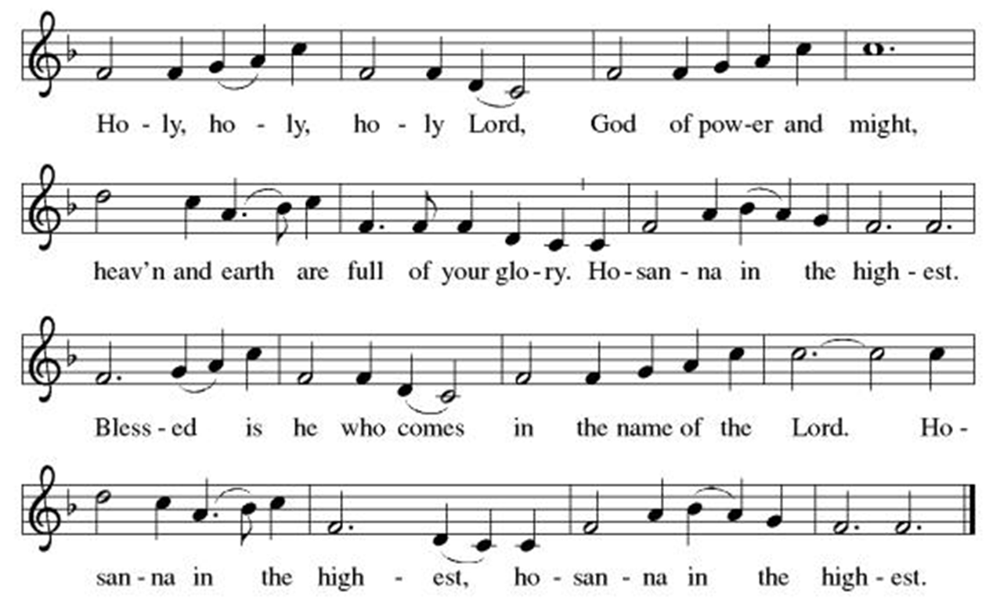 Ho - ly, ho - ly, ho - ly Lord, God of pow-er and might,
heav'n and earth are full of your glo-ry. Ho-san - na in the high - est.
Bless - ed is he who comes in the name of the Lord. Ho -
san - na in the high - est, ho - san - na in the high - est.